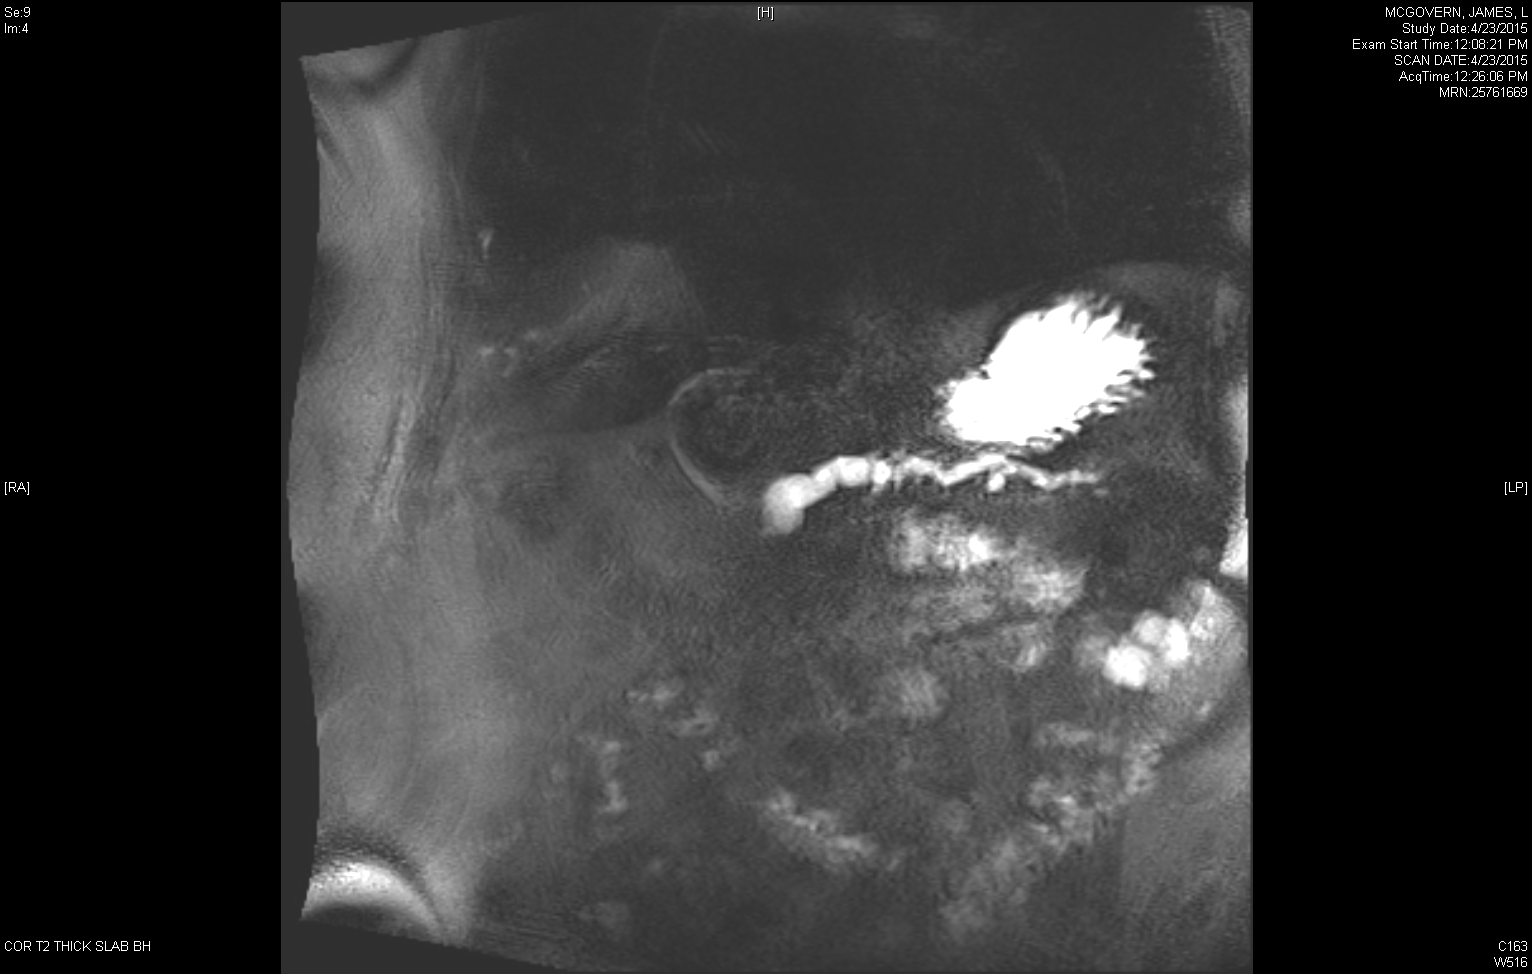 Se:9
Im:4
[H]
MCGOVERN, JAMES, L
Study Date:4/23/2015
Exam Start Time:12:08:21 PM
SCAN DATE:4/23/2015
AcqTime:12:26:06 PM
MRN:25761669
[RA]
[LP]
COR T2 THICK SLAB BH
C163
W516